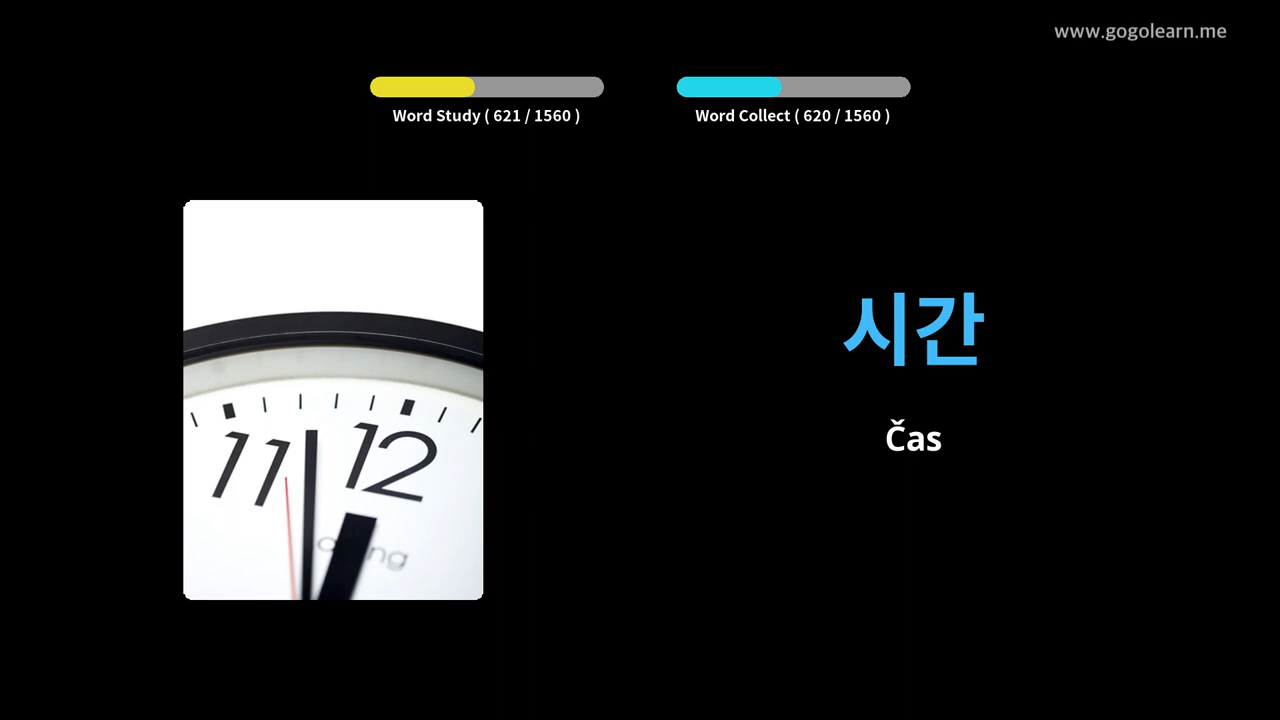 www.gogolearn.me
Word Study ( 621 / 1560 )
Word Collect ( 620 / 1560 )
11
12
시간
Čas